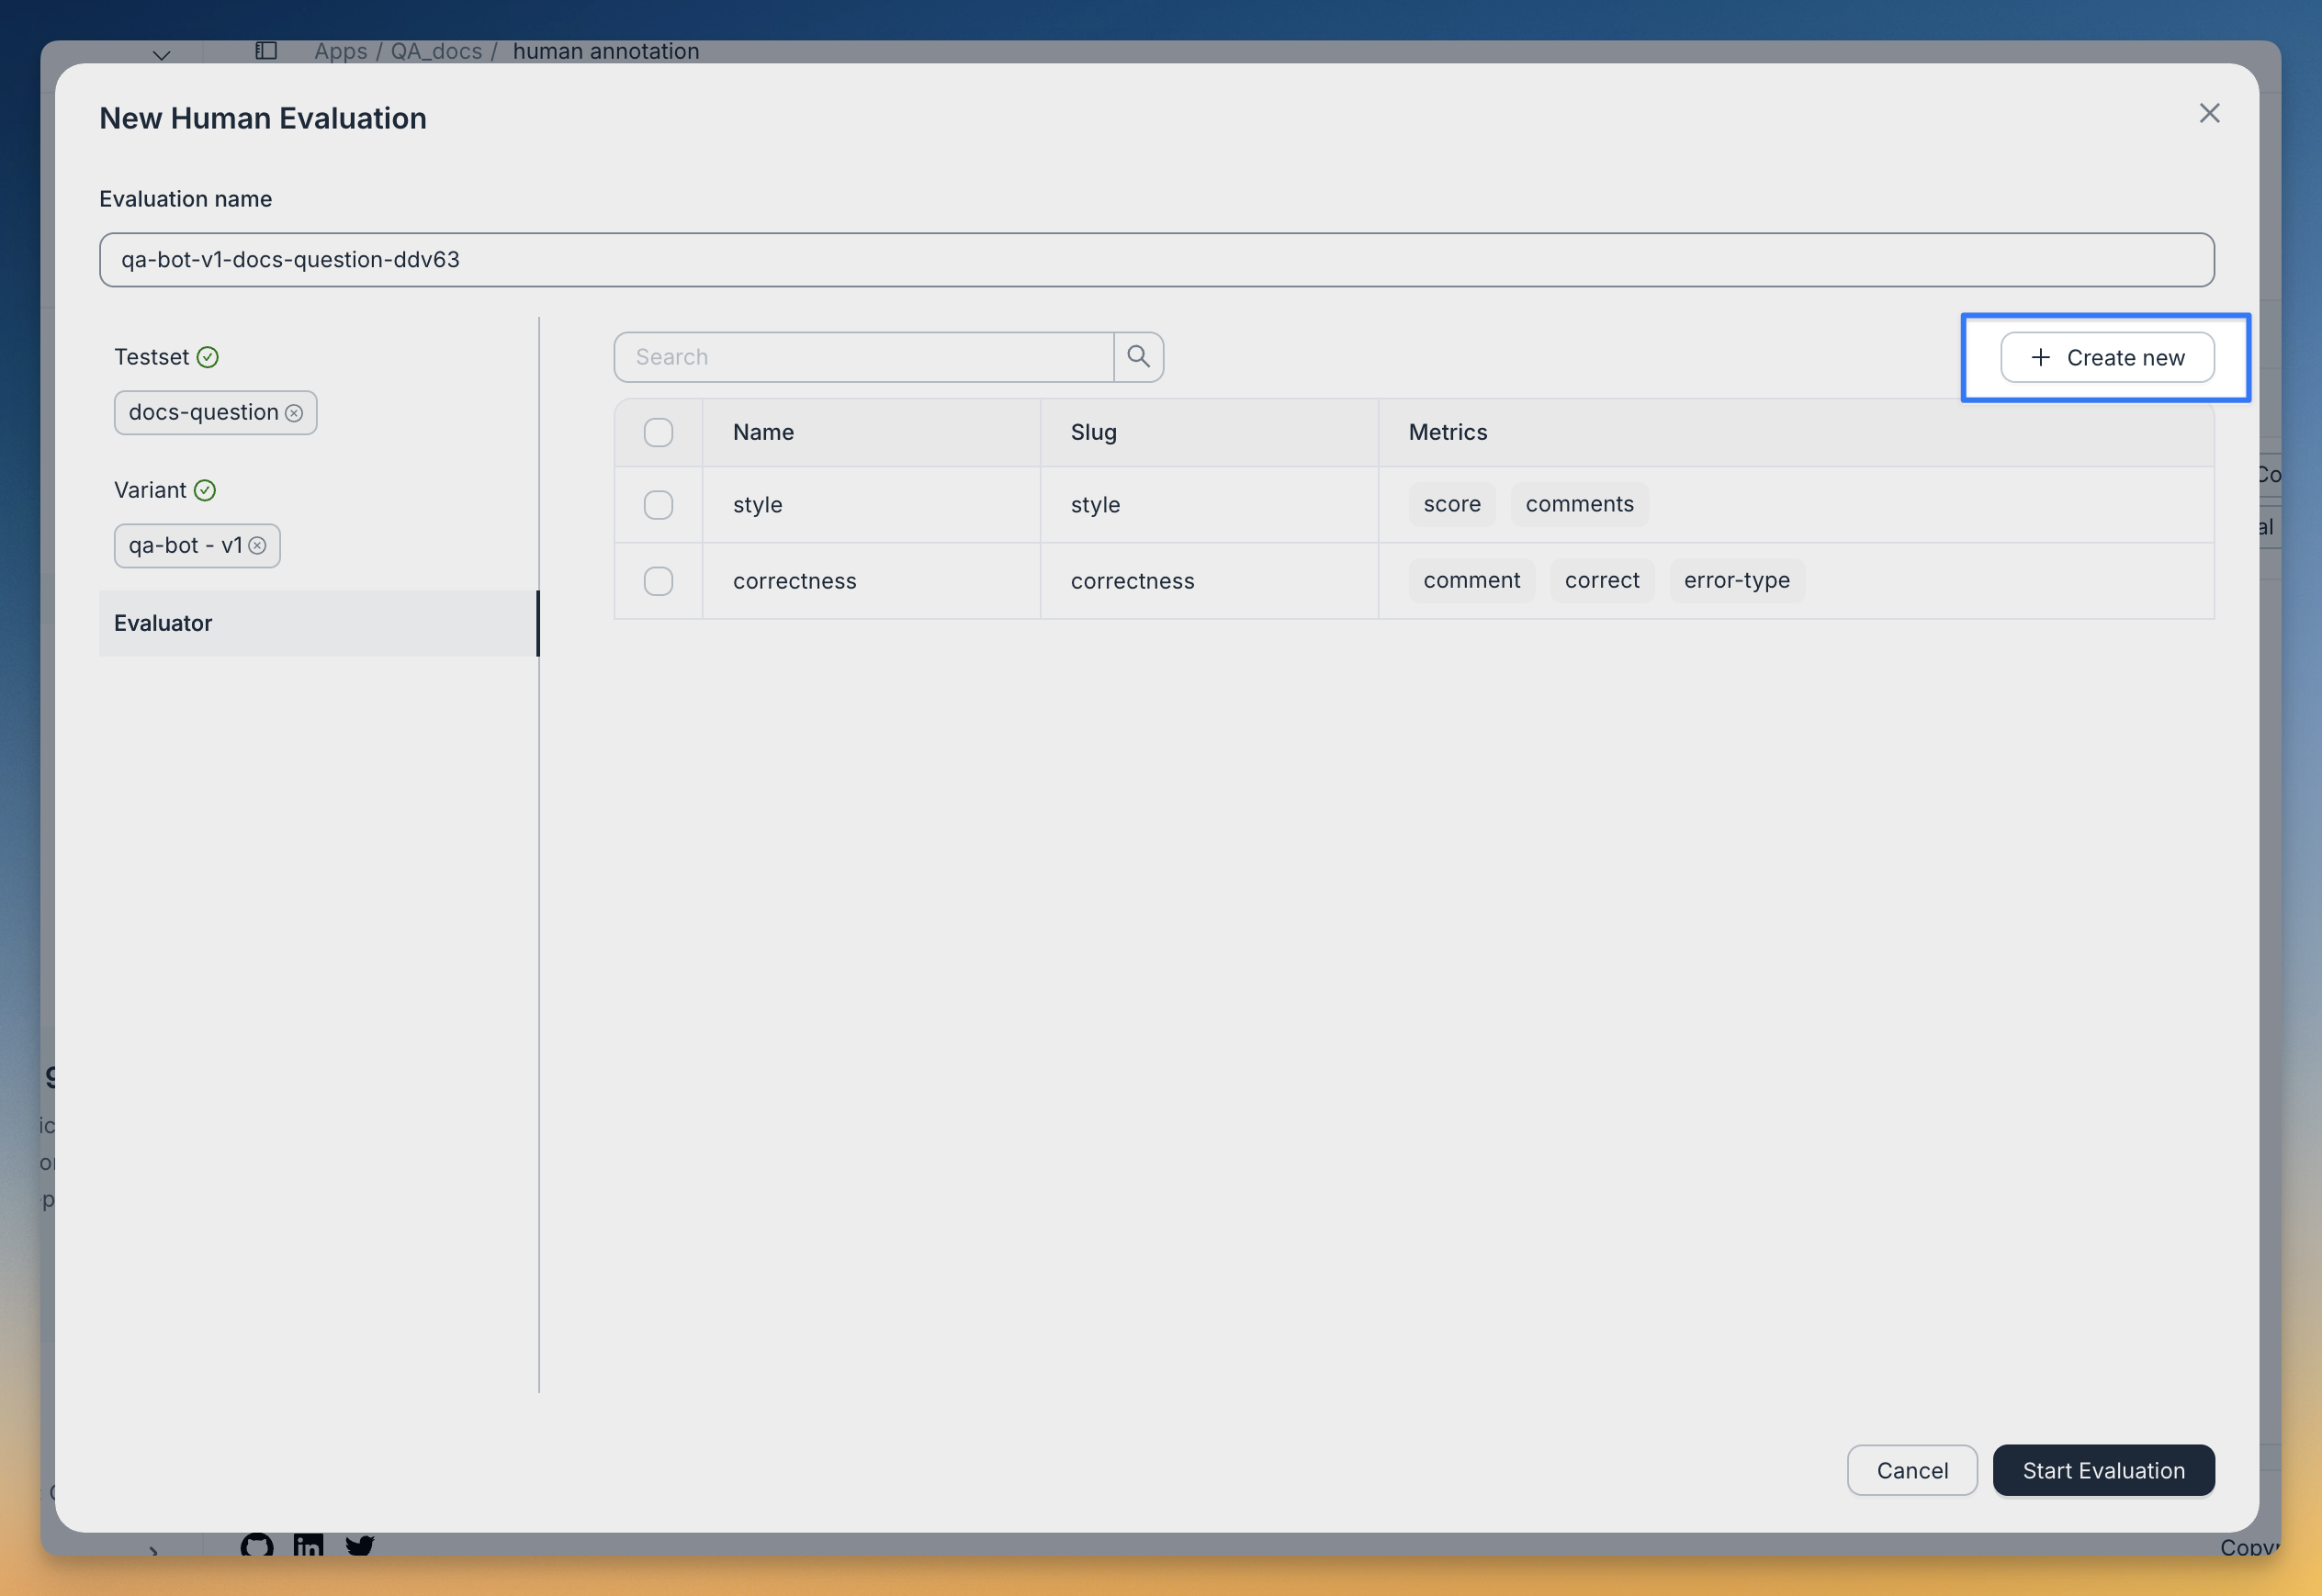 Apps / QA_docs / human annotation
New Human Evaluation
Evaluation name
qa-bot-v1-docs-question-ddv63
Testset
docs-question
Variant
qa-bot - v1
Evaluator
Search
Create new
Name Slug Metrics
style style score comments
correctness correctness comment correct error-type
Cancel Start Evaluation